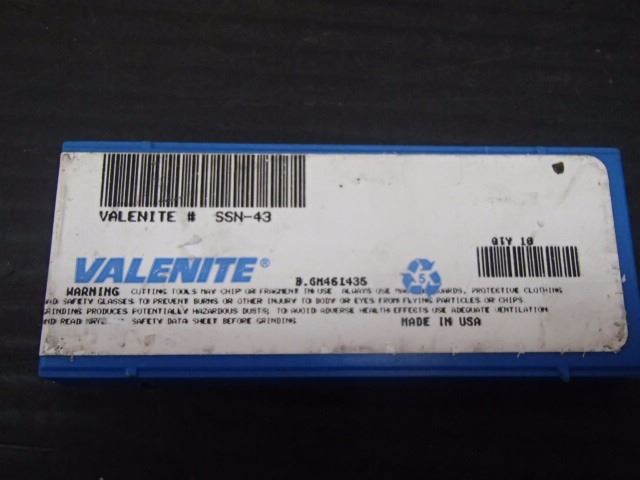 VALENITE # SSN-43
QTY 10
VALENITE®
B.GM461435
5
WARNING CUTTING TOOLS MAY CHIP OR FRAGMENT IN USE. ALWAYS USE GUARDS, PROTECTIVE CLOTHING
AND SAFETY GLASSES TO PREVENT BURNS OR OTHER INJURY TO BODY OR EYES FROM FLYING PARTICLES OR CHIPS.
GRINDING PRODUCES POTENTIALLY HAZARDOUS DUSTS; TO AVOID ADVERSE HEALTH EFFECTS USE ADEQUATE VENTILATION
AND READ SAFETY DATA SHEET BEFORE GRINDING.
MADE IN USA